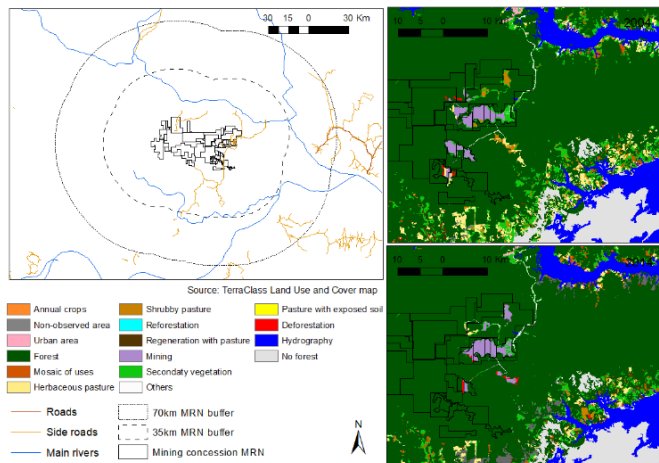 30 15 0 30 Km
10 5 0 10 Km
2004
Source: TerraClass Land Use and Cover map
10 5 0 10 Km
Annual crops
Shrubby pasture
Pasture with exposed soil
Non-observed area
Reforestation
Deforestation
Urban area
Regeneration with pasture
Hydrography
Forest
Mining
No forest
Mosaic of uses
Secondary vegetation
Herbaceous pasture
Others
Roads
70km MRN buffer
Side roads
35km MRN buffer
Main rivers
Mining concession MRN
N